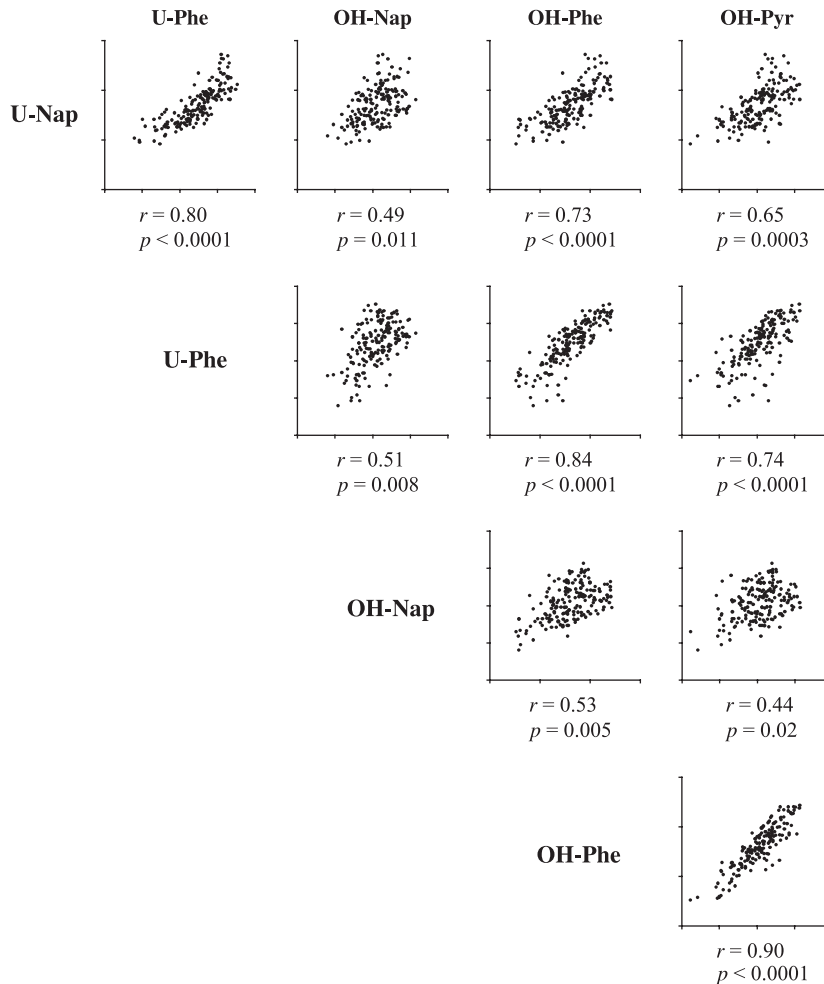 U-Phe OH-Nap OH-Phe OH-Pyr
U-Nap
r = 0.80 r = 0.49 r = 0.73 r = 0.65
p < 0.0001 p = 0.011 p < 0.0001 p = 0.0003
U-Phe
r = 0.51 r = 0.84 r = 0.74
p = 0.008 p < 0.0001 p < 0.0001
OH-Nap
r = 0.53 r = 0.44
p = 0.005 p = 0.02
OH-Phe
r = 0.90
p < 0.0001